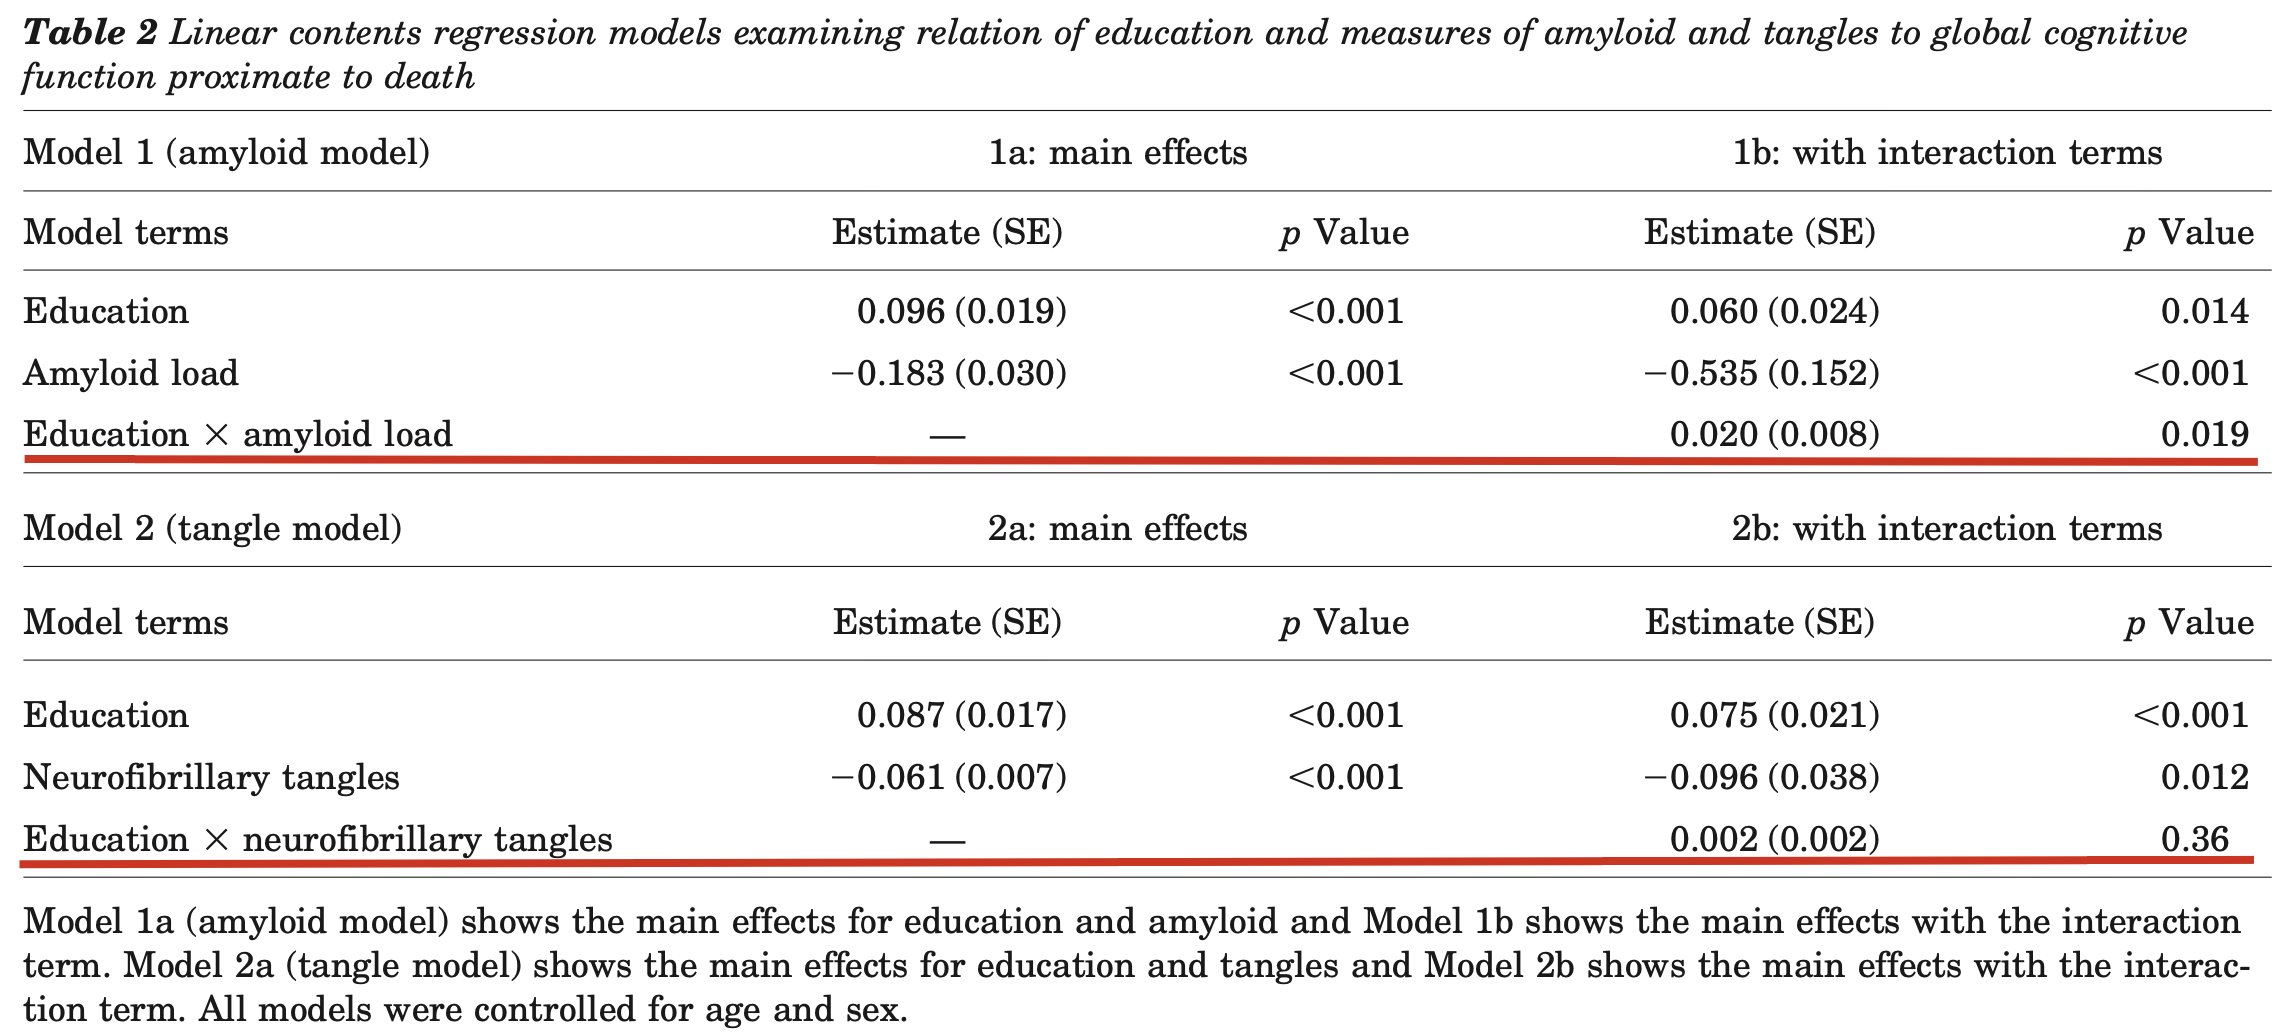 Table 2 Linear contents regression models examining relation of education and measures of amyloid and tangles to global cognitive
function proximate to death
Model 1 (amyloid model) 1a: main effects 1b: with interaction terms
Model terms Estimate (SE) p Value Estimate (SE) p Value
Education 0.096 (0.019) <0.001 0.060 (0.024) 0.014
Amyloid load −0.183 (0.030) <0.001 −0.535 (0.152) <0.001
Education × amyloid load — 0.020 (0.008) 0.019
Model 2 (tangle model) 2a: main effects 2b: with interaction terms
Model terms Estimate (SE) p Value Estimate (SE) p Value
Education 0.087 (0.017) <0.001 0.075 (0.021) <0.001
Neurofibrillary tangles −0.061 (0.007) <0.001 −0.096 (0.038) 0.012
Education × neurofibrillary tangles — 0.002 (0.002) 0.36
Model 1a (amyloid model) shows the main effects for education and amyloid and Model 1b shows the main effects with the interaction
term. Model 2a (tangle model) shows the main effects for education and tangles and Model 2b shows the main effects with the interac-
tion term. All models were controlled for age and sex.